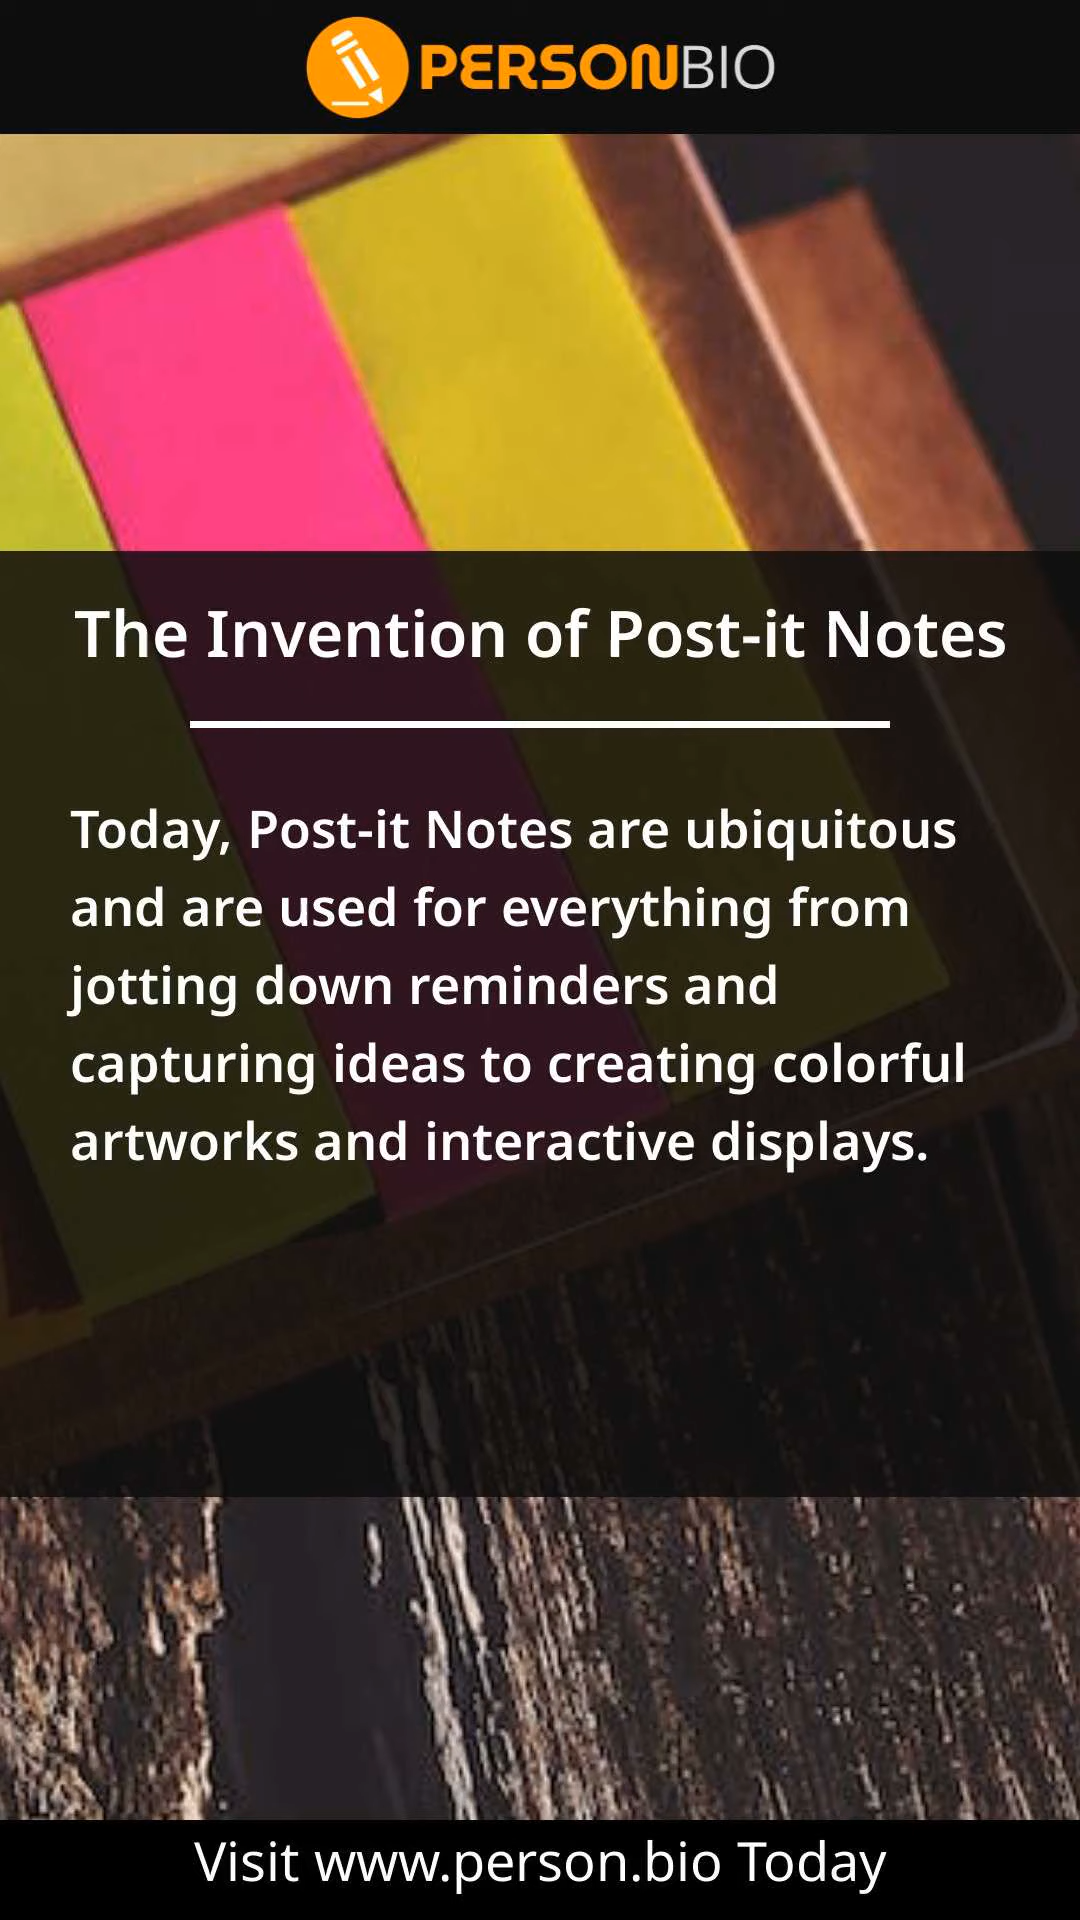 PERSONBIO
The Invention of Post-it Notes
Today, Post-it Notes are ubiquitous
and are used for everything from
jotting down reminders and
capturing ideas to creating colorful
artworks and interactive displays.
Visit www.person.bio Today